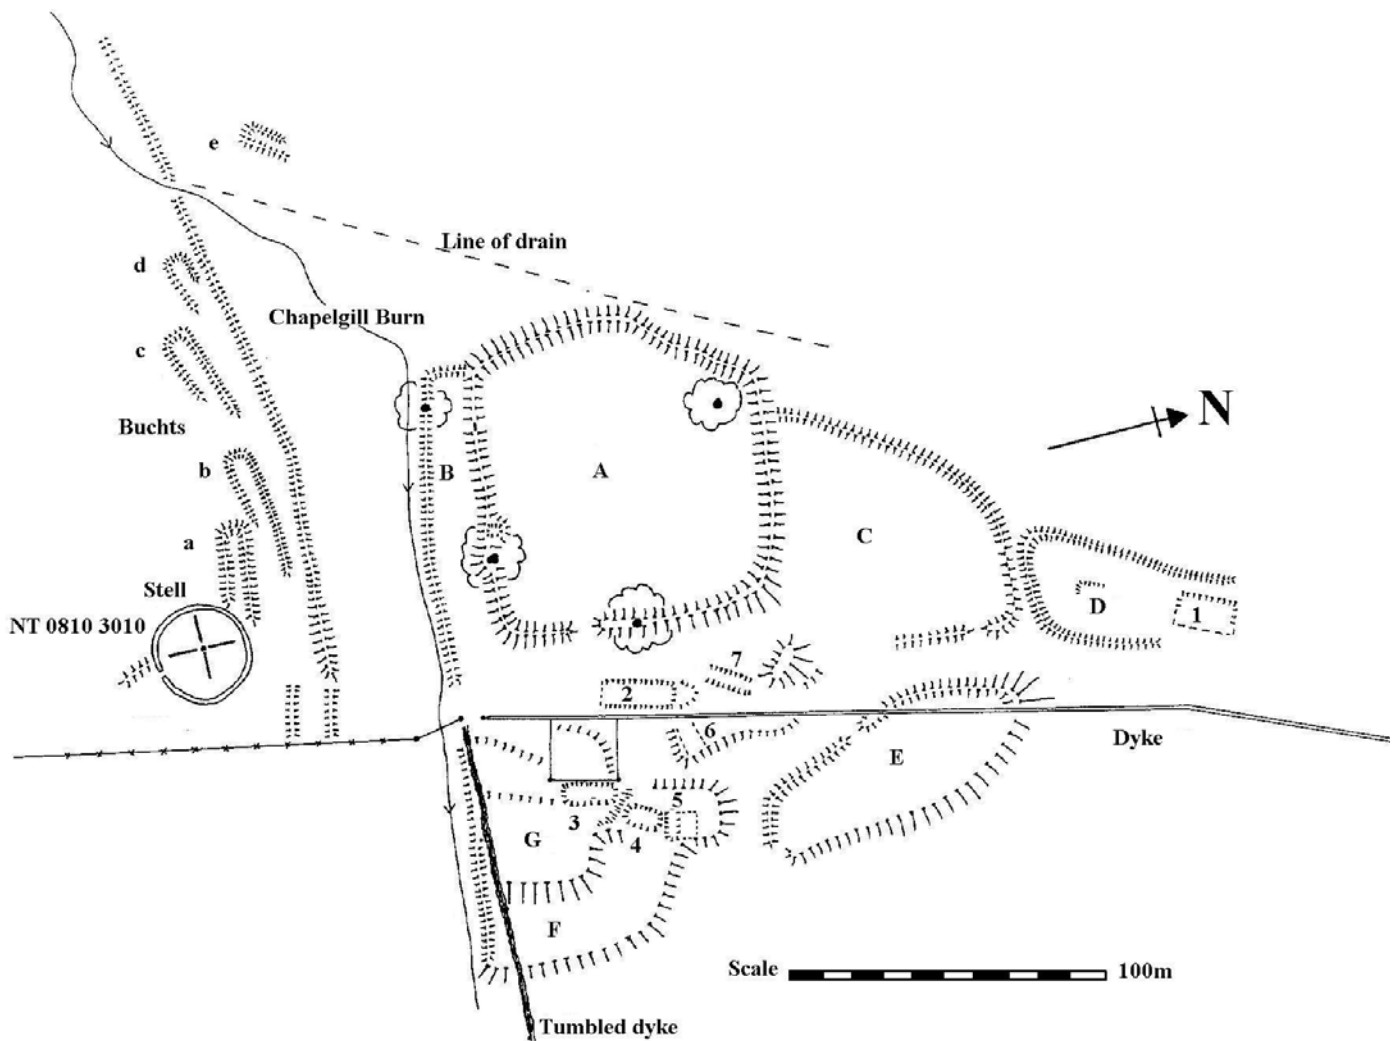 e
Line of drain
d
Chapelgill Burn
c
N
Buchts
B
A
b
C
a
Stell
D
1
NT 0810 3010
7
2
6
Dyke
E
5
3
4
G
F
Scale
100m
Tumbled dyke